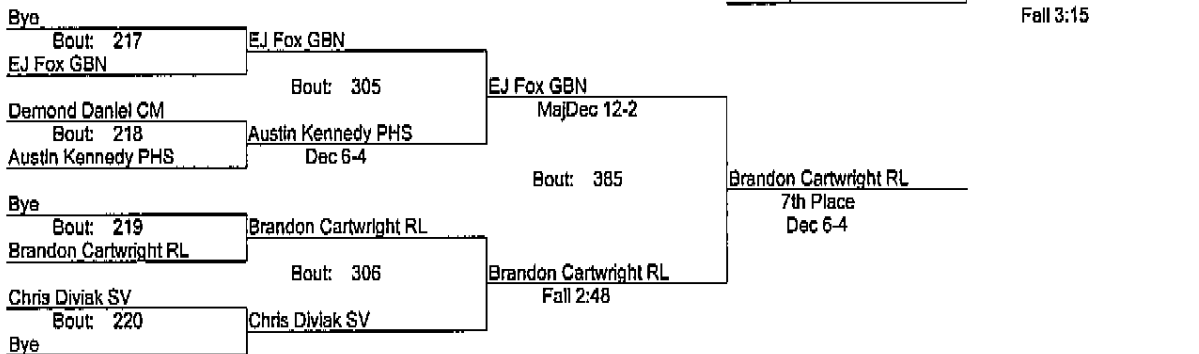 Fall 3:15
Bye
Bout: 217
EJ Fox GBN
EJ Fox GBN
Bout: 305
EJ Fox GBN
MajDec 12-2
Demond Daniel CM
Bout: 218
Austin Kennedy PHS
Austin Kennedy PHS
Dec 6-4
Bout: 385
Brandon Cartwright RL
7th Place
Dec 6-4
Bye
Bout: 219
Brandon Cartwright RL
Brandon Cartwright RL
Bout: 306
Brandon Cartwright RL
Fall 2:48
Chris Diviak SV
Bout: 220
Chris Diviak SV
Bye